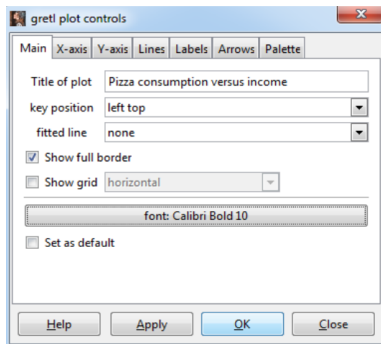 gretl plot controls
Main X-axis Y-axis Lines Labels Arrows Palette
Title of plot Pizza consumption versus income
key position left top
fitted line none
Show full border
Show grid horizontal
font: Calibri Bold 10
Set as default
Help Apply OK Close